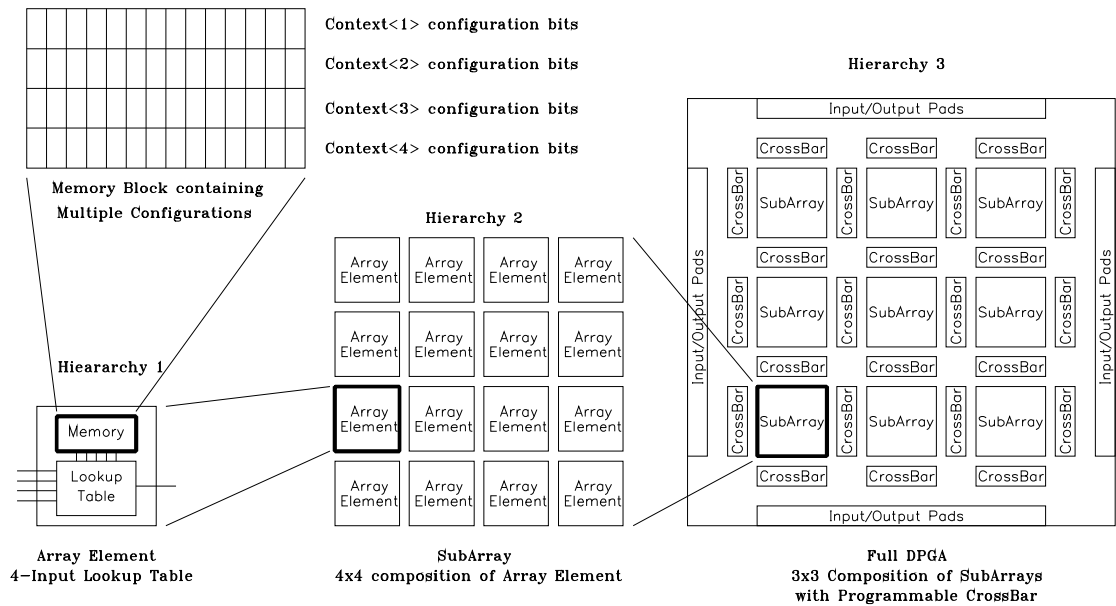 Context<1> configuration bits
Context<2> configuration bits
Context<3> configuration bits
Context<4> configuration bits
Memory Block containing
Multiple Configurations
Hieararchy 1
Memory
Lookup
Table
Array Element
4-Input Lookup Table
Hierarchy 2
Array Element Array Element Array Element Array Element
Array Element Array Element Array Element Array Element
Array Element Array Element Array Element Array Element
Array Element Array Element Array Element Array Element
SubArray
4x4 composition of Array Element
Hierarchy 3
Input/Output Pads
CrossBar CrossBar CrossBar
CrossBar SubArray CrossBar SubArray CrossBar SubArray CrossBar
CrossBar CrossBar CrossBar
Input/Output Pads
CrossBar SubArray CrossBar SubArray CrossBar SubArray CrossBar
Input/Output Pads
CrossBar CrossBar CrossBar
CrossBar SubArray CrossBar SubArray CrossBar SubArray CrossBar
CrossBar CrossBar CrossBar
Input/Output Pads
Full DPGA
3x3 Composition of SubArrays
with Programmable CrossBar